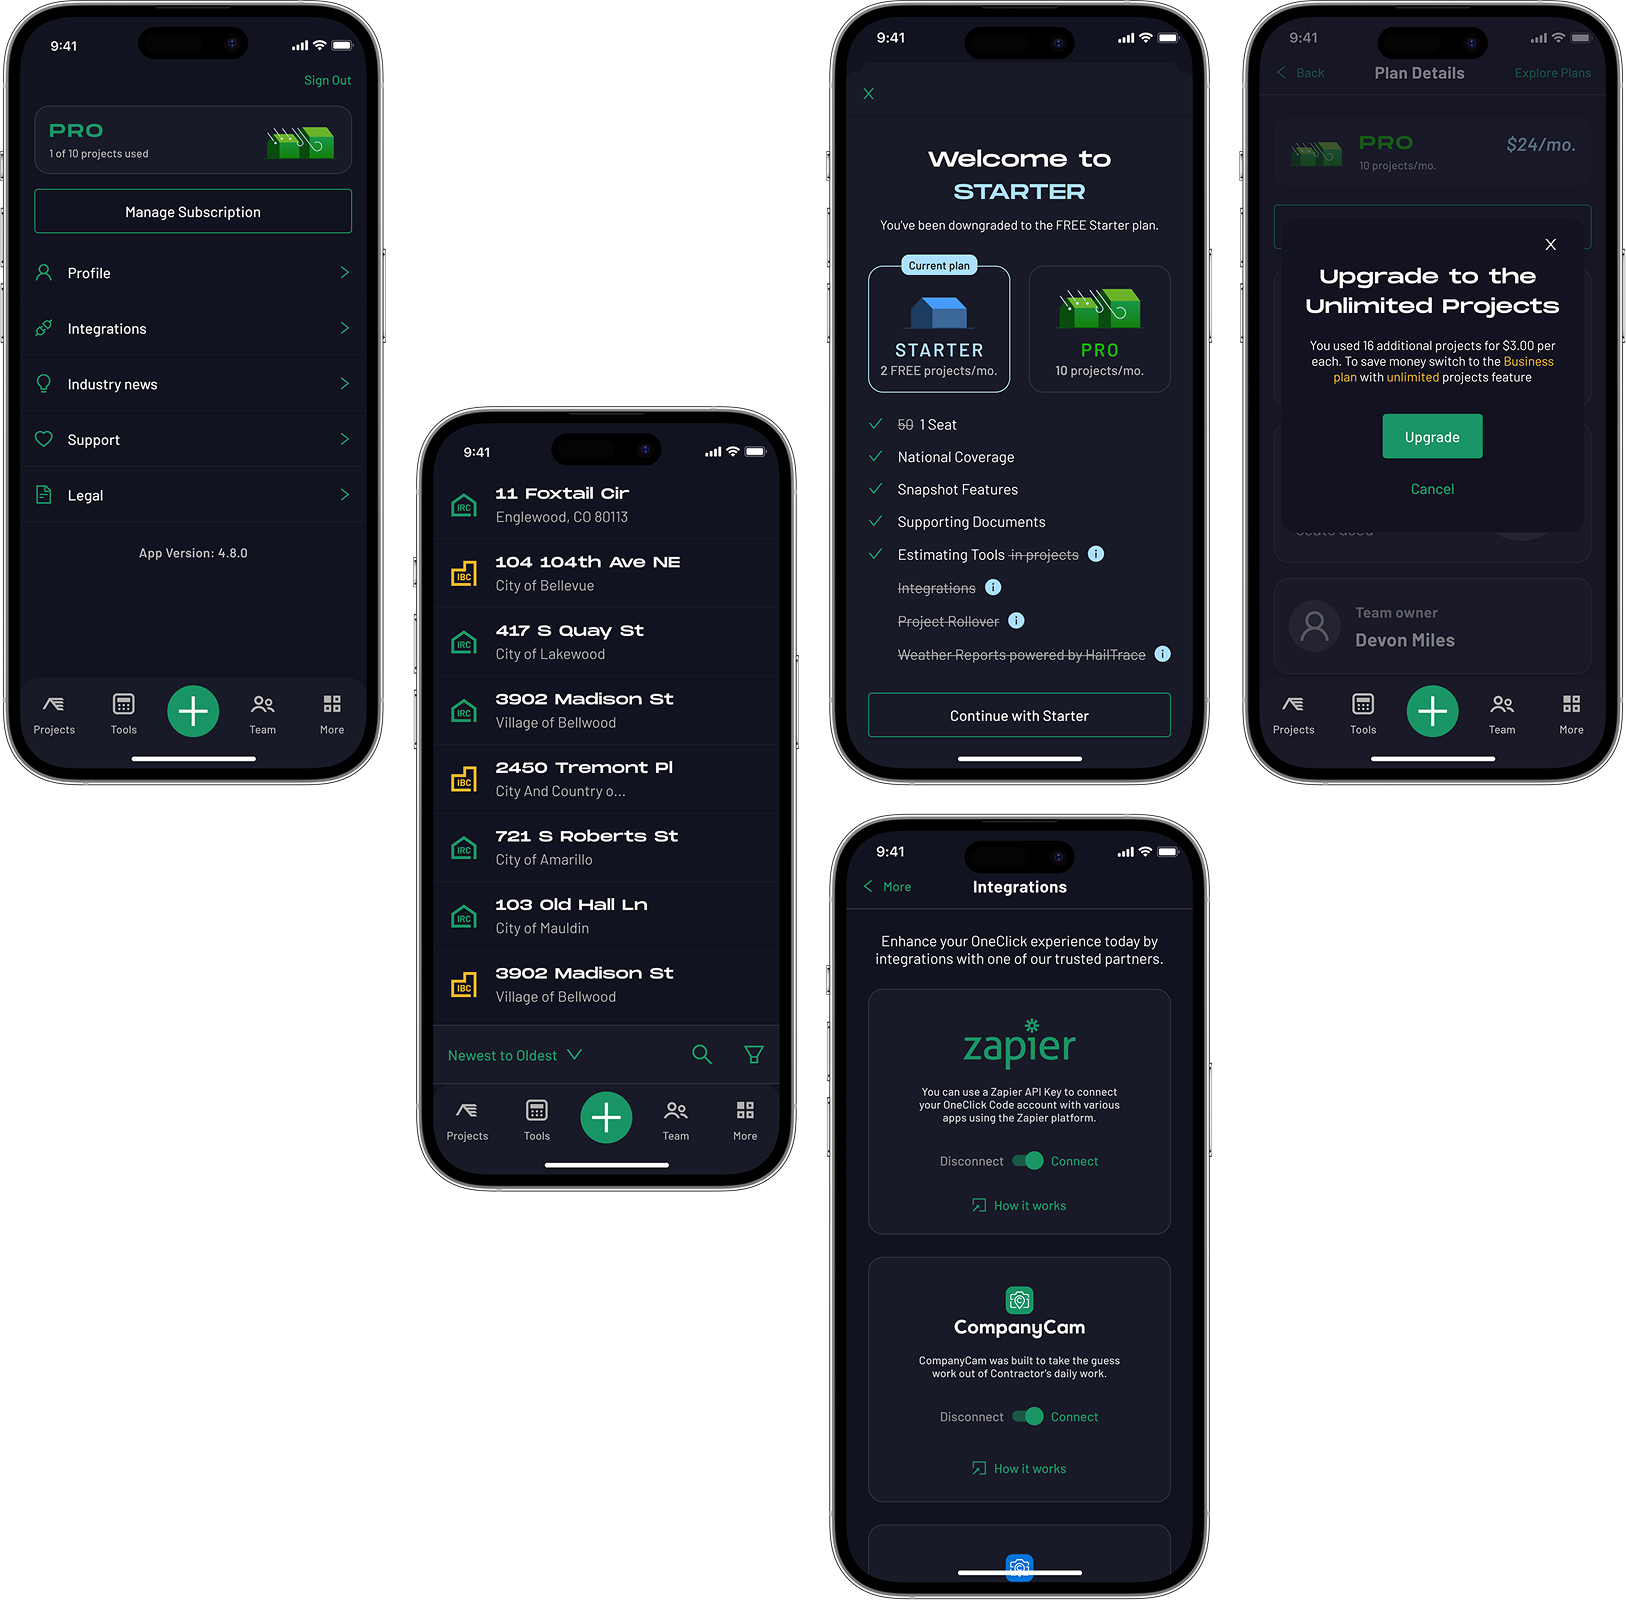 9:41
Sign Out
PRO
1 of 10 projects used
Manage Subscription
Profile
Integrations
Industry news
Support
Legal
App Version: 4.8.0
Projects
Tools
Team
More
9:41
IRC
11 Foxtail Cir
Englewood, CO 80113
IBC
104 104th Ave NE
City of Bellevue
IRC
417 S Quay St
City of Lakewood
IRC
3902 Madison St
Village of Bellwood
IBC
2450 Tremont Pl
City And Country o...
IRC
721 S Roberts St
City of Amarillo
IRC
103 Old Hall Ln
City of Mauldin
IBC
3902 Madison St
Village of Bellwood
Newest to Oldest
Projects
Tools
Team
More
9:41
X
Welcome to
STARTER
You've been downgraded to the FREE Starter plan.
Current plan
STARTER
2 FREE projects/mo.
PRO
10 projects/mo.
50 1 Seat
National Coverage
Snapshot Features
Supporting Documents
Estimating Tools in projects i
Integrations i
Project Rollover i
Weather Reports powered by HailTrace i
Continue with Starter
9:41
Back
Plan Details
Explore Plans
PRO
10 projects/mo.
$24/mo.
X
Upgrade to the
Unlimited Projects
You used 16 additional projects for $3.00 per
each. To save money switch to the Business
plan with unlimited projects feature
Upgrade
Cancel
seats used
Team owner
Devon Miles
Projects
Tools
Team
More
9:41
More
Integrations
Enhance your OneClick experience today by
integrations with one of our trusted partners.
zapier
You can use a Zapier API Key to connect
your OneClick Code account with various
apps using the Zapier platform.
Disconnect
Connect
How it works
CompanyCam
CompanyCam was built to take the guess
work out of Contractor's daily work.
Disconnect
Connect
How it works